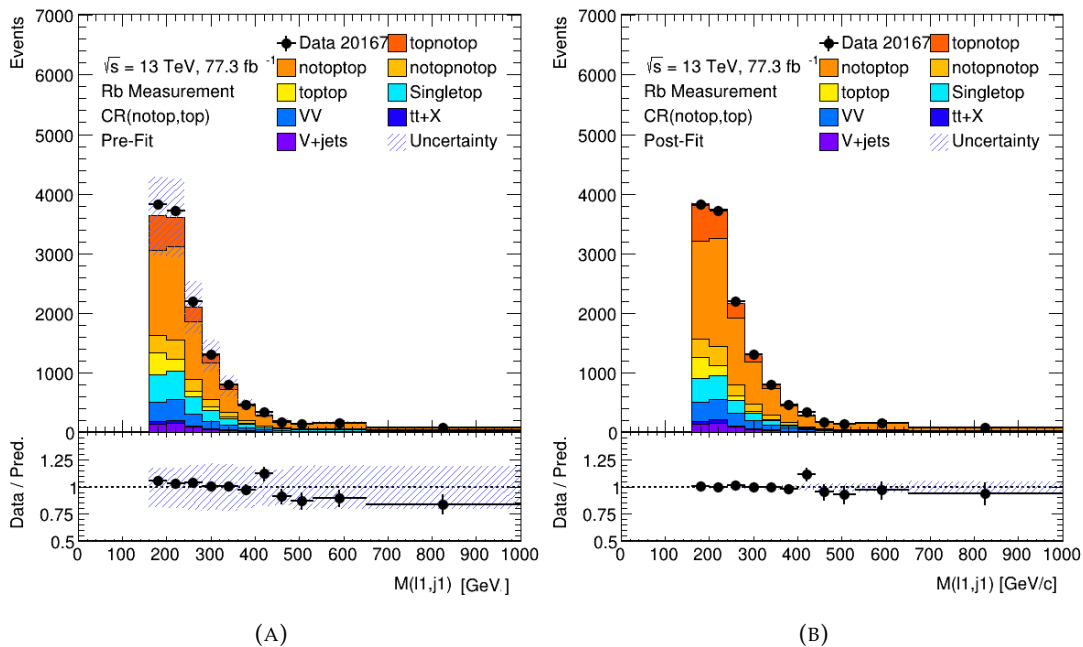 Events
7000
6000
5000
4000
3000
2000
1000
0
Data 20167
topnotop
√s = 13 TeV, 77.3 fb -1
notoptop
notopnotop
Rb Measurement
toptop
Singletop
CR(notop,top)
VV
tt+X
Pre-Fit
V+jets
Uncertainty
Data / Pred.
1.25
1
0.75
0.5
0 100 200 300 400 500 600 700 800 900 1000
M(l1,j1) [GeV.]
(A)
Events
7000
6000
5000
4000
3000
2000
1000
0
Data 20167
topnotop
√s = 13 TeV, 77.3 fb -1
notoptop
notopnotop
Rb Measurement
toptop
Singletop
CR(notop,top)
VV
tt+X
Post-Fit
V+jets
Uncertainty
Data / Pred.
1.25
1
0.75
0.5
0 100 200 300 400 500 600 700 800 900 1000
M(l1,j1) [GeV/c]
(B)